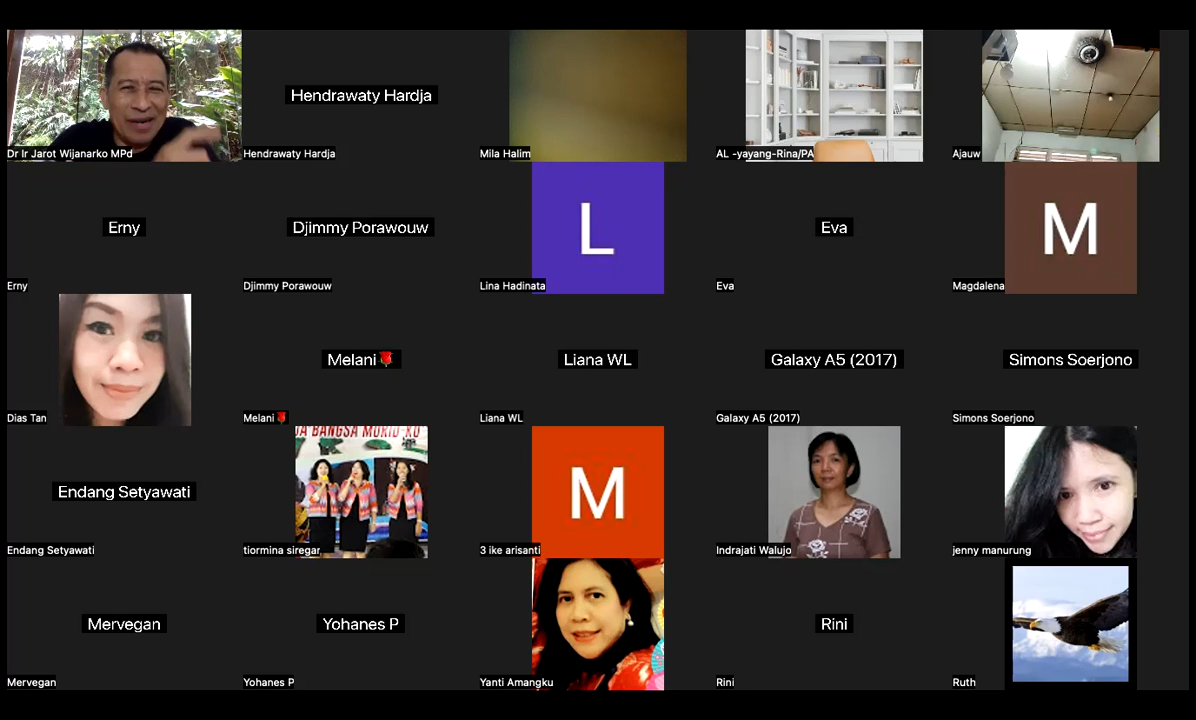 Dr Ir Jarot Wijanarko MPd
Hendrawaty Hardja
Hendrawaty Hardja
Mila Halim
AL -yayang-Rina/PA
Ajauw
Erny
Erny
Djimmy Porawouw
Djimmy Porawouw
L
Lina Hadinata
Eva
Eva
M
Magdalena
Dias Tan
Melani🌹
Melani🌹
Liana WL
Liana WL
Galaxy A5 (2017)
Galaxy A5 (2017)
Simons Soerjono
Simons Soerjono
Endang Setyawati
Endang Setyawati
JA BANGSA MURID-KU
tiormina siregar
M
3 ike arisanti
Indrajati Walujo
jenny manurung
Mervegan
Mervegan
Yohanes P
Yohanes P
Yanti Amangku
Rini
Rini
Ruth